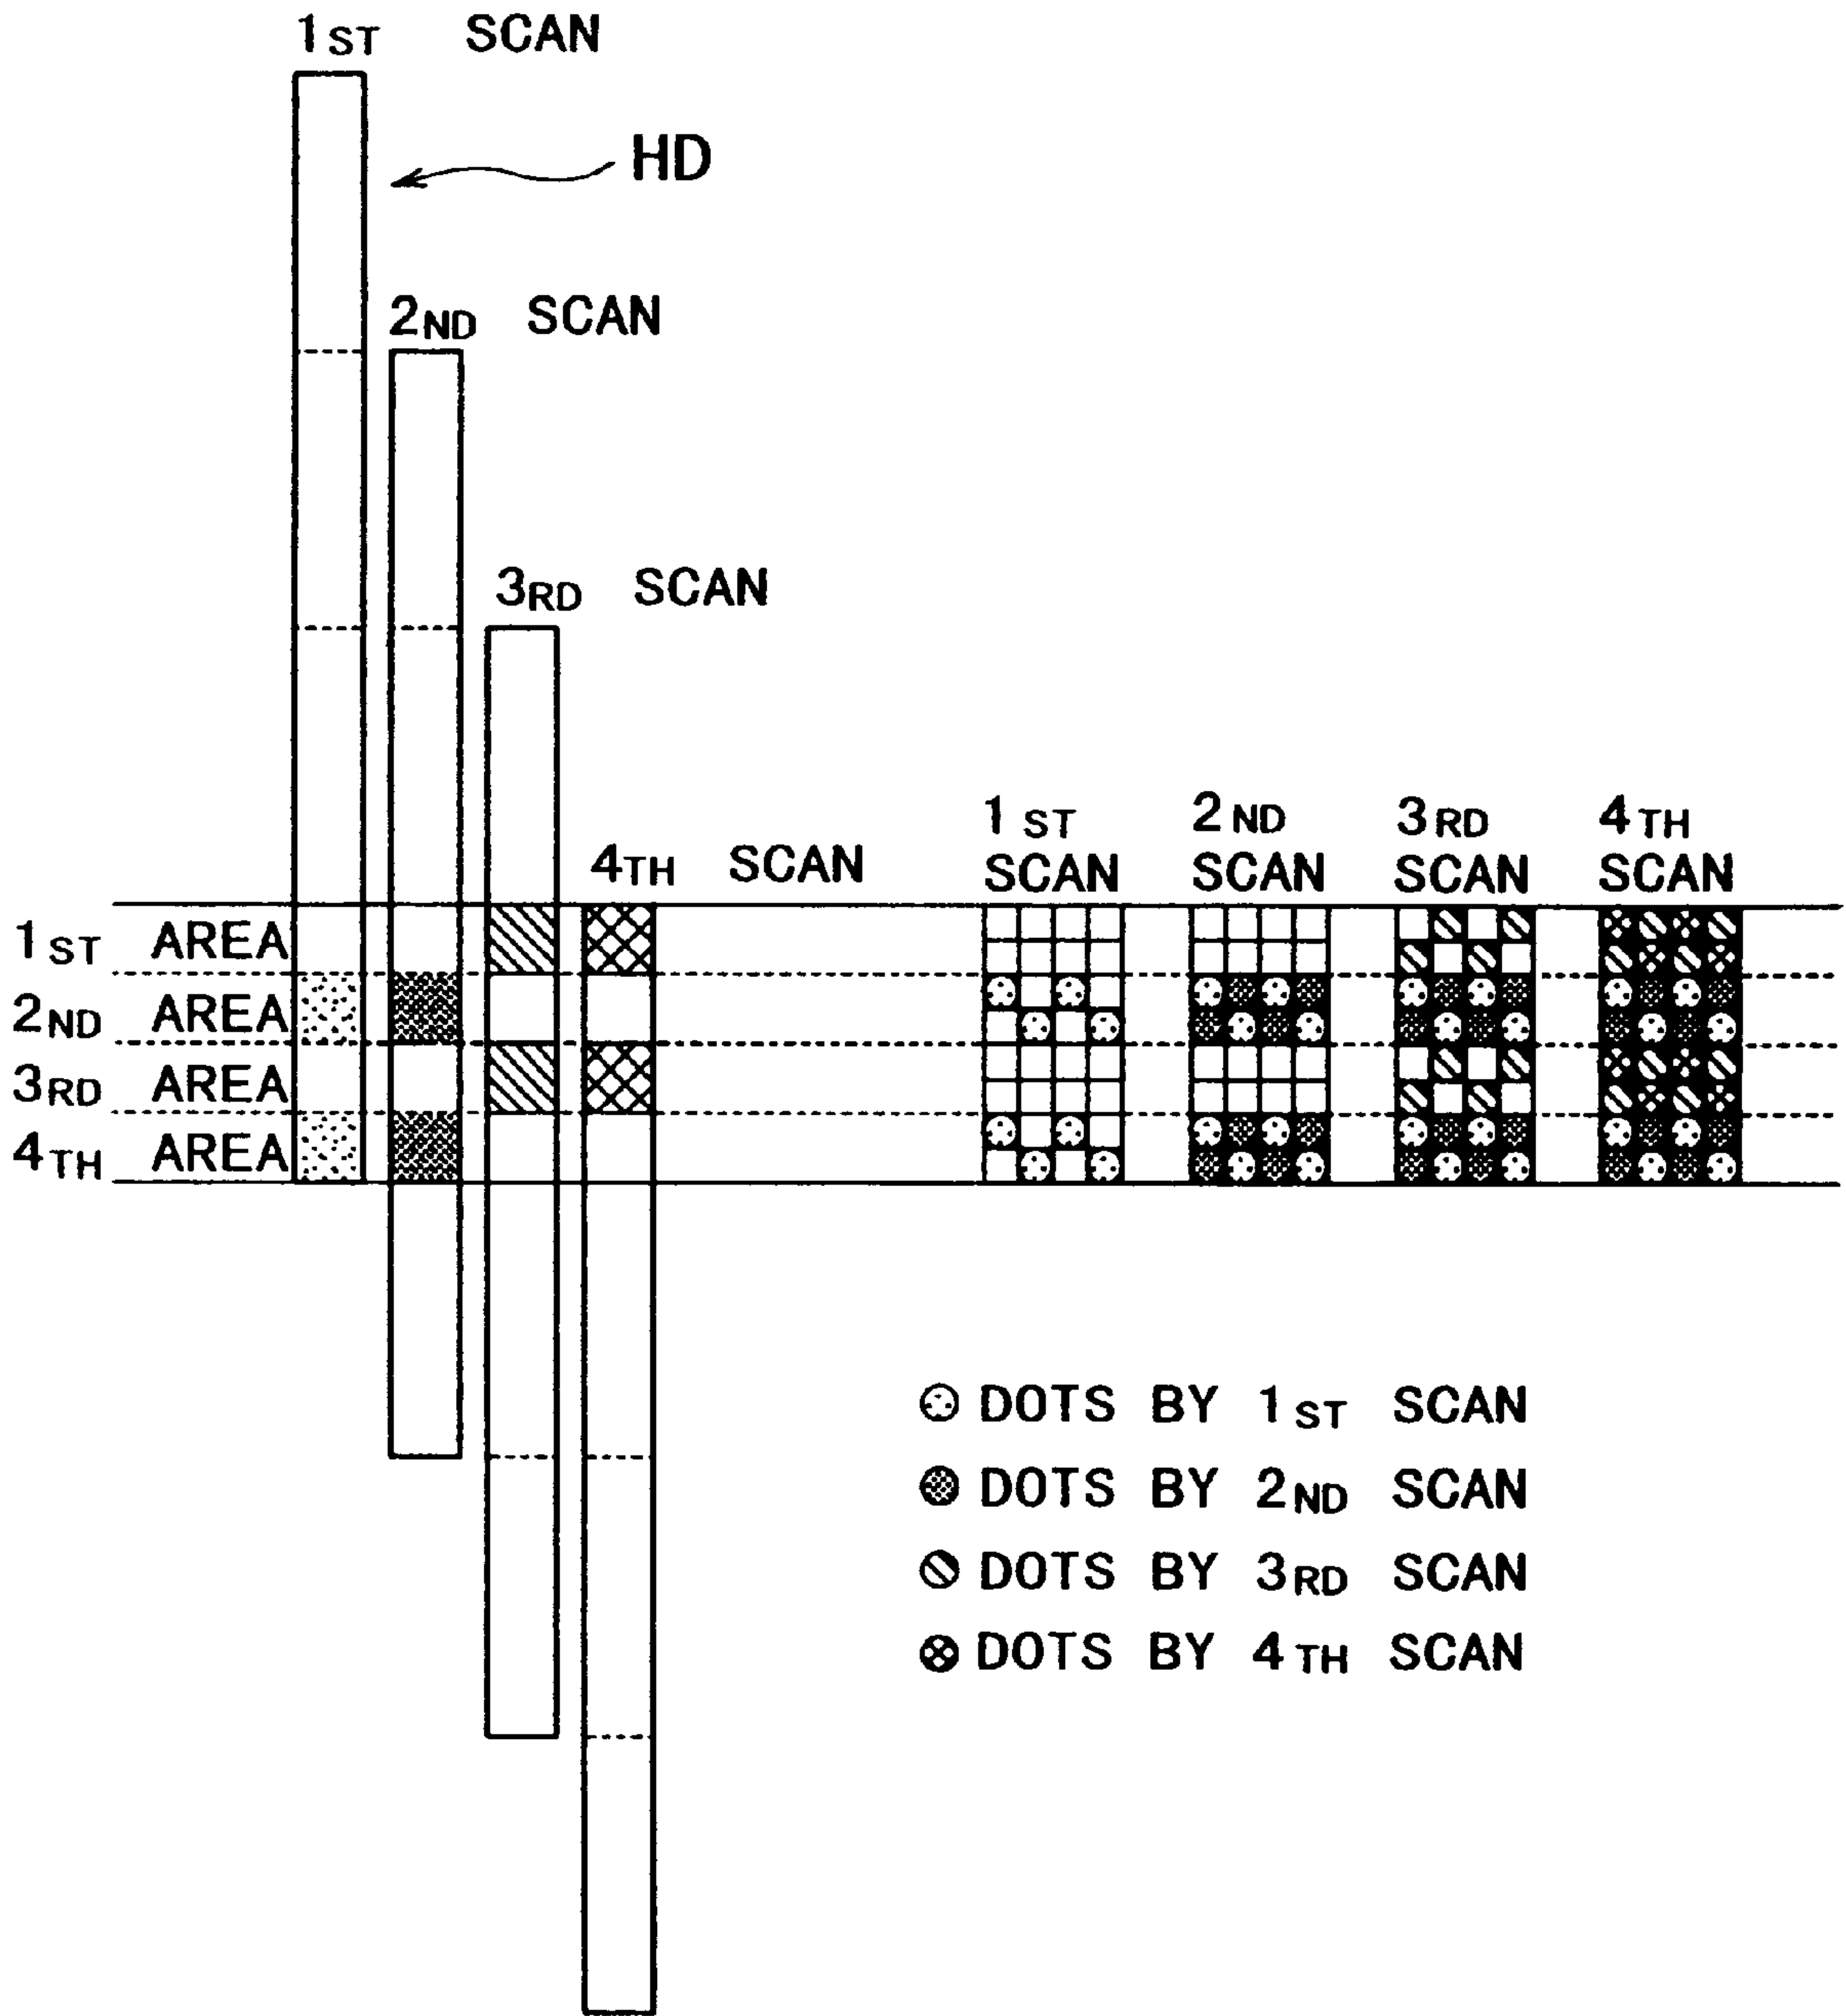 1ST SCAN
HD
2ND SCAN
3RD SCAN
4TH SCAN
1ST SCAN
2ND SCAN
3RD SCAN
4TH SCAN
1ST AREA
2ND AREA
3RD AREA
4TH AREA
DOTS BY 1ST SCAN
DOTS BY 2ND SCAN
DOTS BY 3RD SCAN
DOTS BY 4TH SCAN